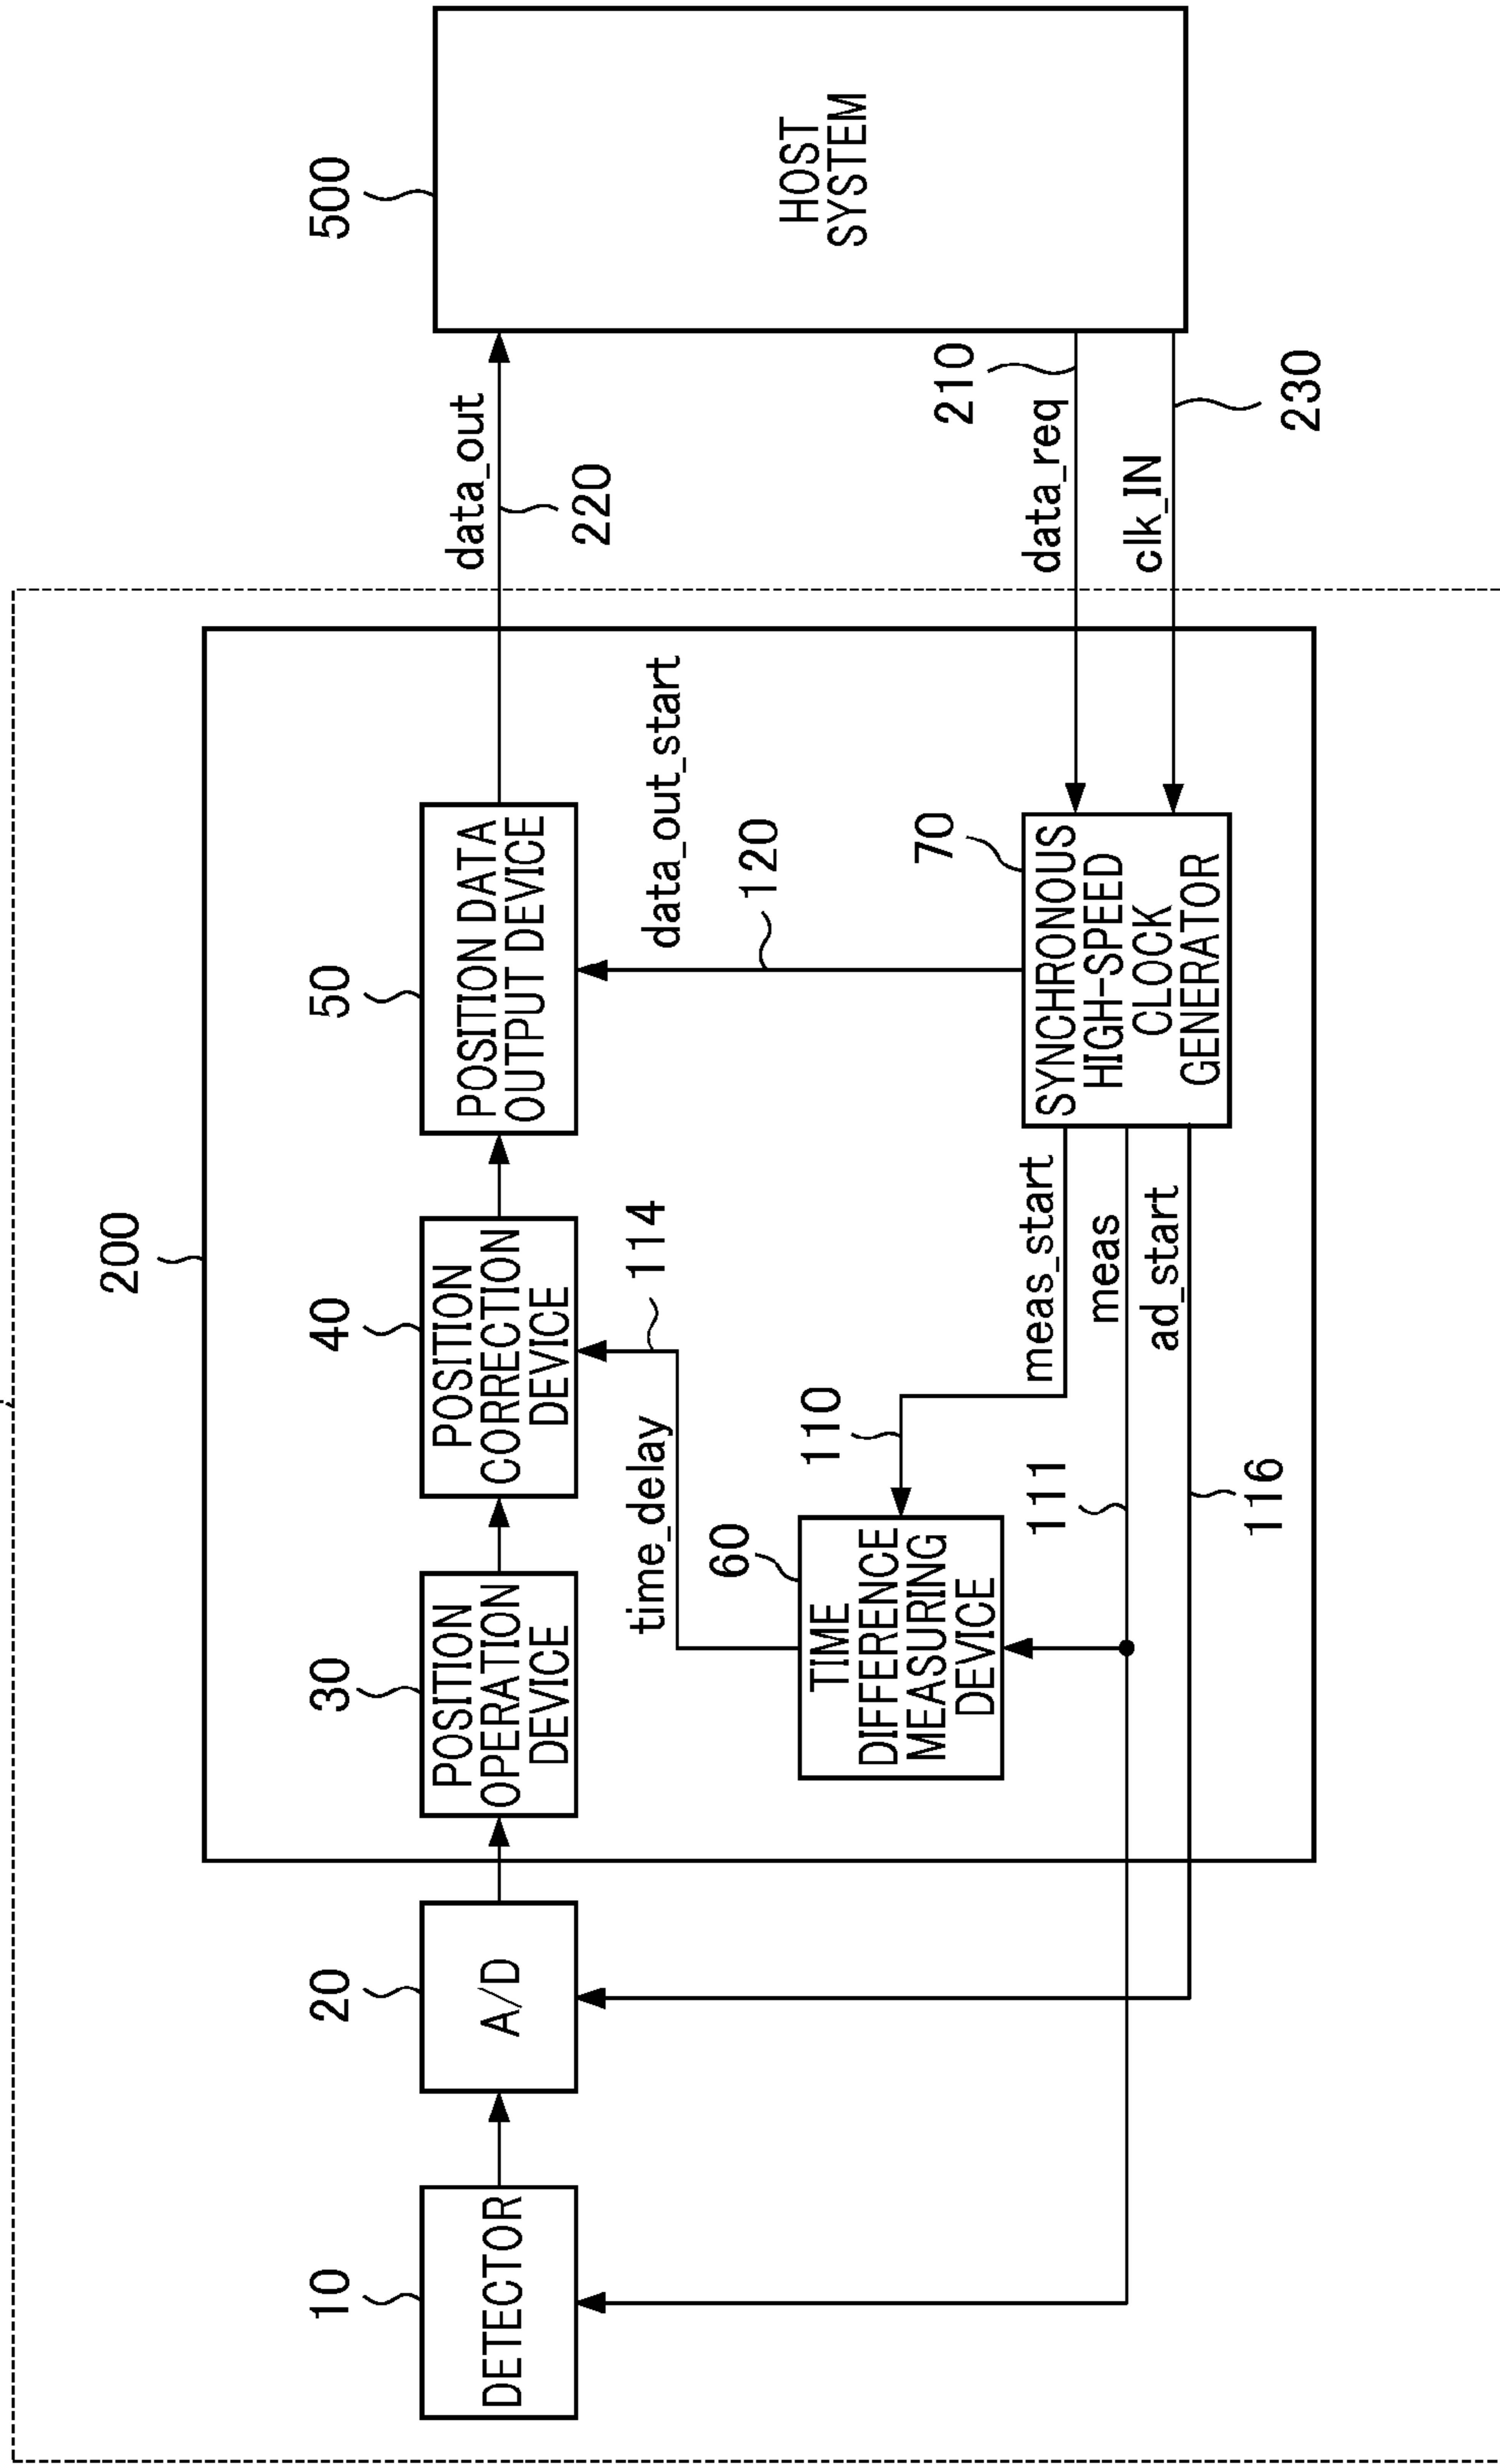 200
500
10
20
30
40
50
DETECTOR
A/D
POSITION
OPERATION
DEVICE
POSITION
CORRECTION
DEVICE
POSITION DATA
OUTPUT DEVICE
data_out
220
HOST
SYSTEM
time_delay
114
data_out_start
120
60
110
TIME
DIFFERENCE
MEASURING
DEVICE
70
210
meas_start
SYNCHRONOUS
HIGH-SPEED
CLOCK
GENERATOR
data_req
111
meas
clk_IN
ad_start
116
230